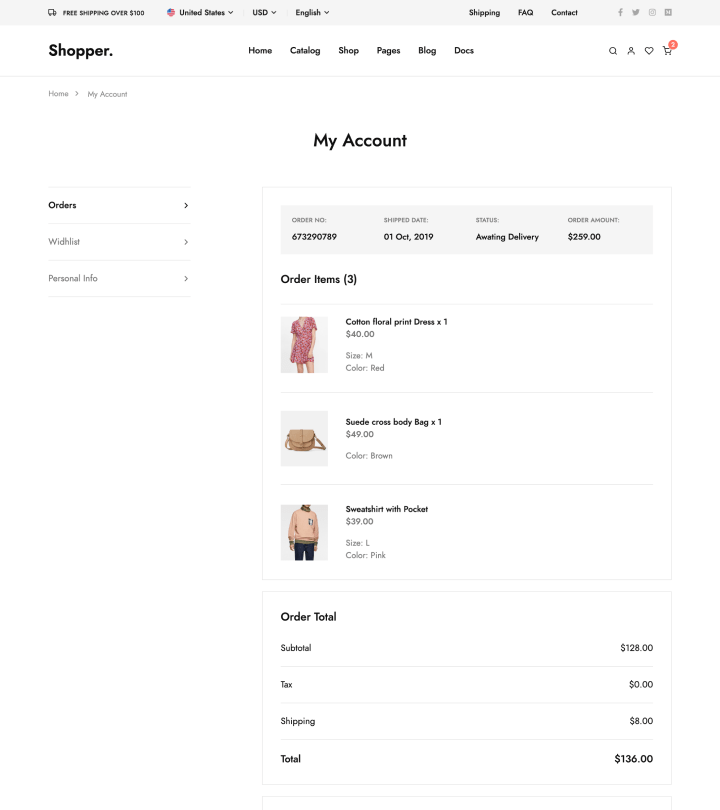 FREE SHIPPING OVER $100 United States USD English Shipping FAQ Contact
Shopper. Home Catalog Shop Pages Blog Docs 2
Home > My Account
My Account
Orders
Widhlist
Personal Info
ORDER NO: SHIPPED DATE: STATUS: ORDER AMOUNT:
673290789 01 Oct, 2019 Awating Delivery $259.00
Order Items (3)
Cotton floral print Dress x 1
$40.00
Size: M
Color: Red
Suede cross body Bag x 1
$49.00
Color: Brown
Sweatshirt with Pocket
$39.00
Size: L
Color: Pink
Order Total
Subtotal $128.00
Tax $0.00
Shipping $8.00
Total $136.00